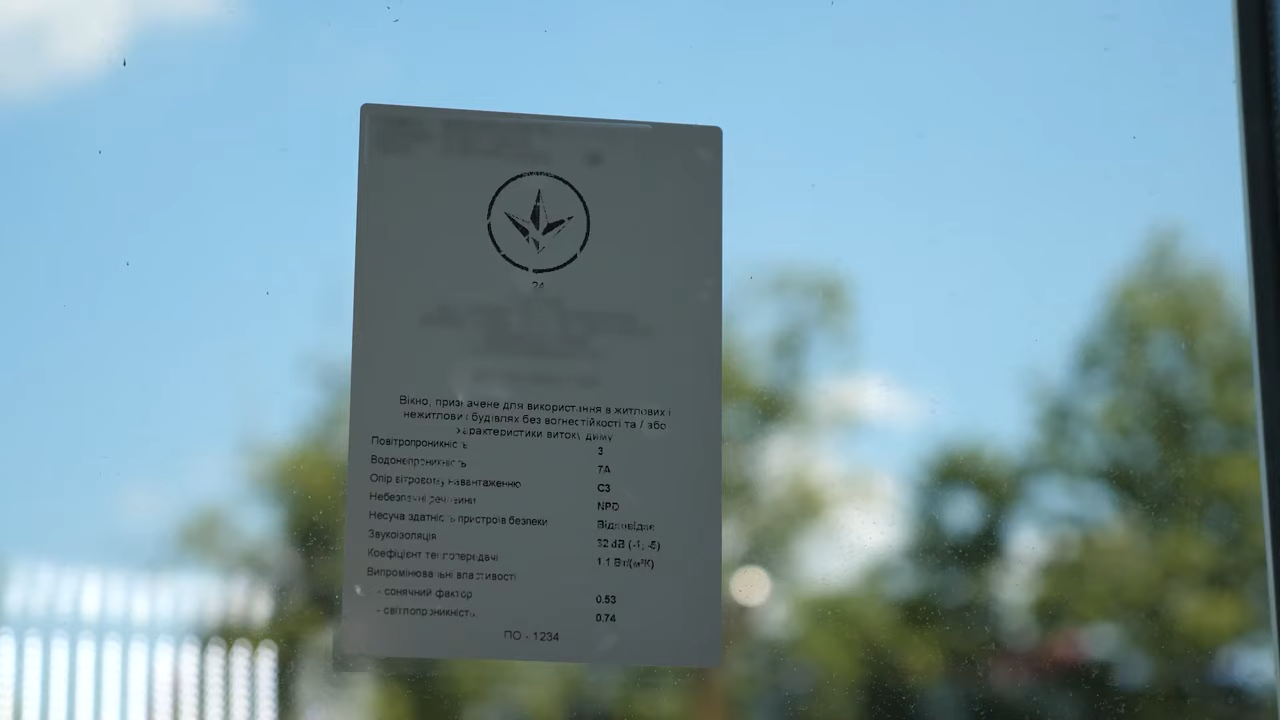 24
Вікно, призначене для використання в житлових і
нежитлових будівлях без вогнестійкості та / або
характеристики витоку диму
Повітропроникність 3
Водонепроникність 7А
Опір вітровому навантаженню С3
Небезпечні речовини NPD
Несуча здатність пристроїв безпеки Відповідає
Звукоізоляція 32 dB (-1; -5)
Коефіцієнт теплопередачі 1.1 Вт/(м²К)
Випромінювальні властивості
- сонячний фактор 0.53
- світлопроникність 0.74
ПО - 1234